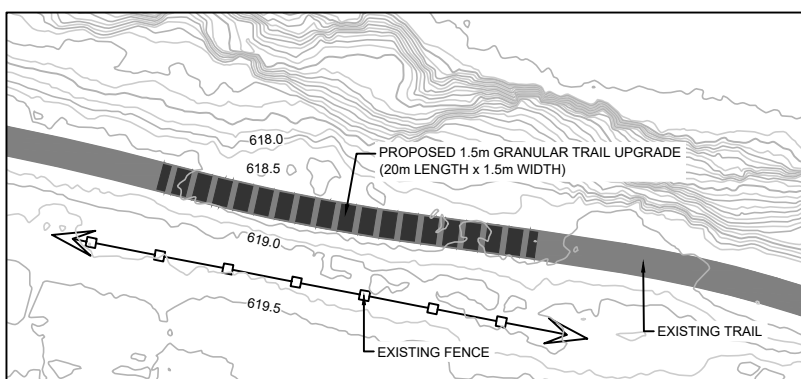 618.0
PROPOSED 1.5m GRANULAR TRAIL UPGRADE
(20m LENGTH x 1.5m WIDTH)
618.5
619.0
619.5
EXISTING TRAIL
EXISTING FENCE